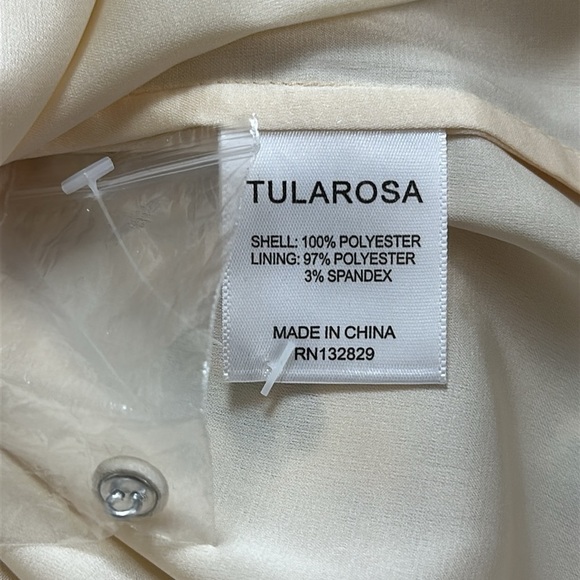 TULAROSA
SHELL: 100% POLYESTER
LINING: 97% POLYESTER
3% SPANDEX
MADE IN CHINA
RN132829